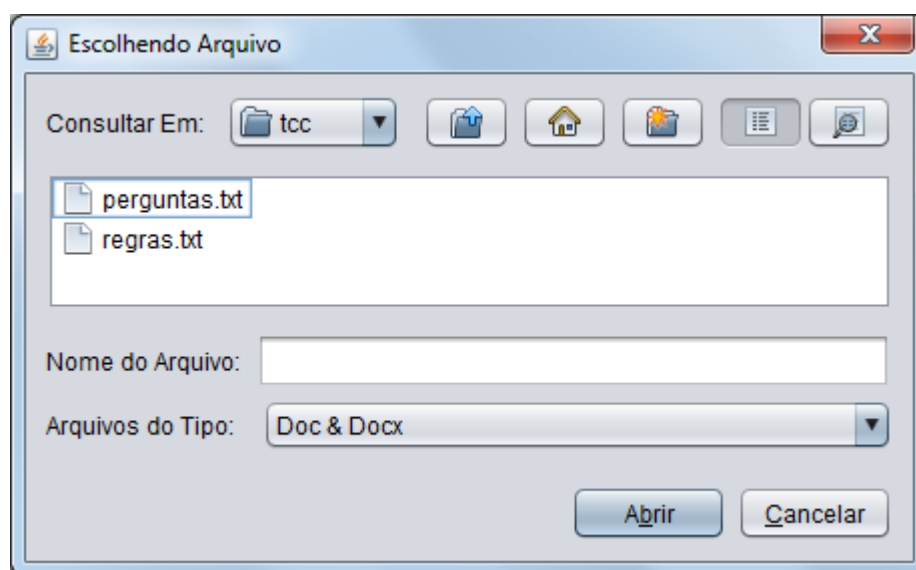 Escolhendo Arquivo
Consultar Em: tcc
perguntas.txt
regras.txt
Nome do Arquivo:
Arquivos do Tipo: Doc & Docx
Abrir Cancelar